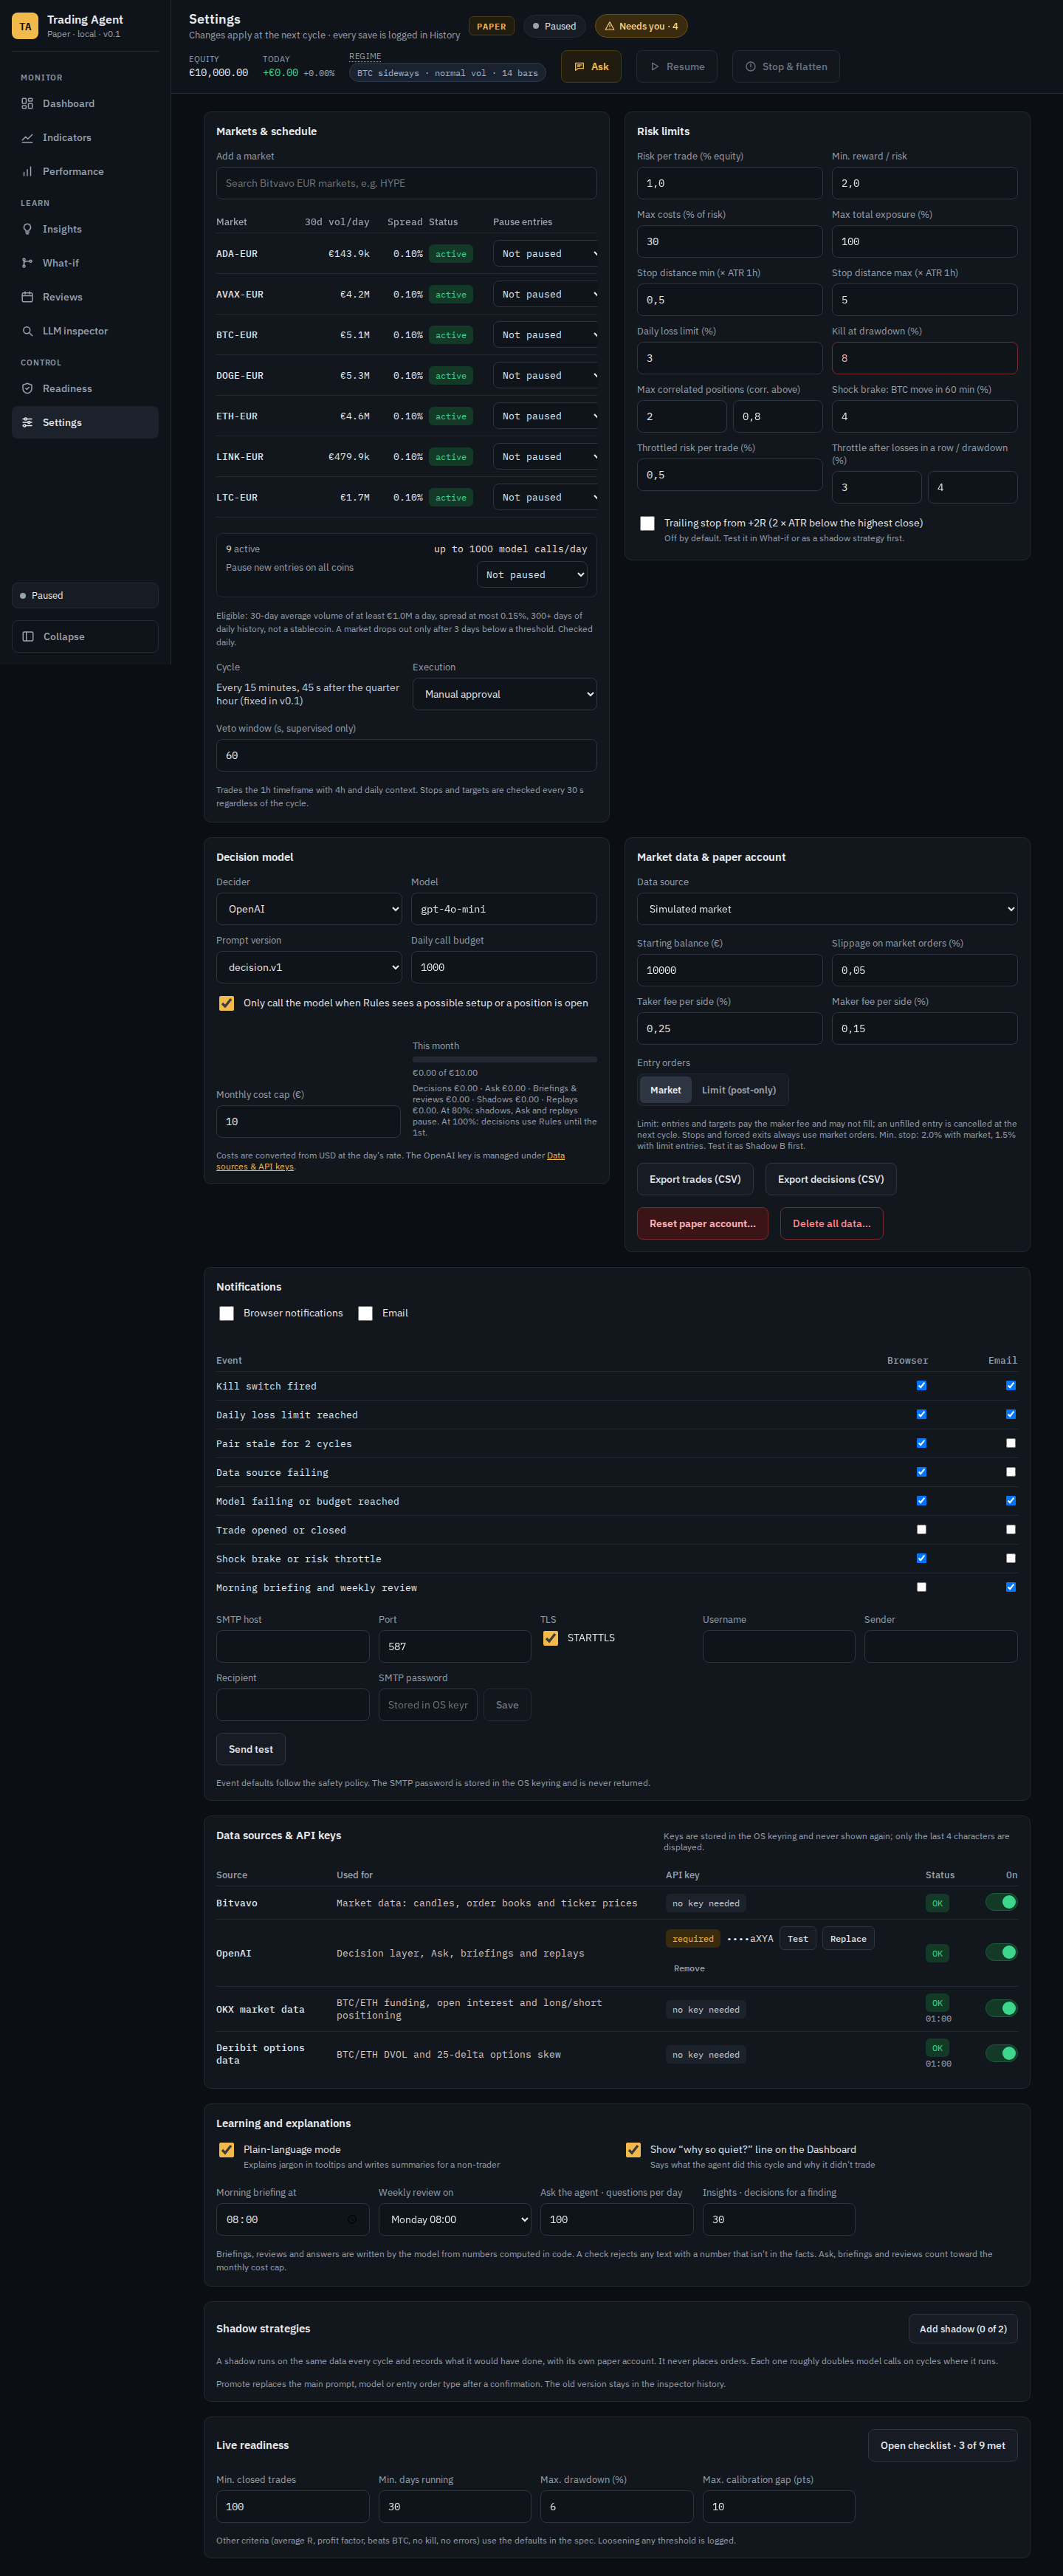 TA
Trading Agent
Paper · local · v0.1
MONITOR
Dashboard
Indicators
Performance
LEARN
Insights
What-if
Reviews
LLM inspector
CONTROL
Readiness
Settings
Paused
Collapse
Settings
Changes apply at the next cycle · every save is logged in History
PAPER
Paused
Needs you · 4
EQUITY
€10,000.00
TODAY
+€0.00 +0.00%
REGIME
BTC sideways · normal vol · 14 bars
Ask
Resume
Stop & flatten
Markets & schedule
Add a market
Search Bitvavo EUR markets, e.g. HYPE
Market 30d vol/day Spread Status Pause entries
ADA-EUR €143.9k 0.10% active Not paused
AVAX-EUR €4.2M 0.10% active Not paused
BTC-EUR €5.1M 0.10% active Not paused
DOGE-EUR €5.3M 0.10% active Not paused
ETH-EUR €4.6M 0.10% active Not paused
LINK-EUR €479.9k 0.10% active Not paused
LTC-EUR €1.7M 0.10% active Not paused
9 active up to 1000 model calls/day
Pause new entries on all coins Not paused
Eligible: 30-day average volume of at least €1.0M a day, spread at most 0.15%, 300+ days of
daily history, not a stablecoin. A market drops out only after 3 days below a threshold. Checked
daily.
Cycle Execution
Every 15 minutes, 45 s after the quarter
hour (fixed in v0.1)
Manual approval
Veto window (s, supervised only)
60
Trades the 1h timeframe with 4h and daily context. Stops and targets are checked every 30 s
regardless of the cycle.
Risk limits
Risk per trade (% equity) Min. reward / risk
1,0 2,0
Max costs (% of risk) Max total exposure (%)
30 100
Stop distance min (× ATR 1h) Stop distance max (× ATR 1h)
0,5 5
Daily loss limit (%) Kill at drawdown (%)
3 8
Max correlated positions (corr. above) Shock brake: BTC move in 60 min (%)
2 0,8 4
Throttled risk per trade (%) Throttle after losses in a row / drawdown
(%)
0,5 3 4
Trailing stop from +2R (2 × ATR below the highest close)
Off by default. Test it in What-if or as a shadow strategy first.
Decision model
Decider Model
OpenAI gpt-4o-mini
Prompt version Daily call budget
decision.v1 1000
Only call the model when Rules sees a possible setup or a position is open
This month
€0.00 of €10.00
Decisions €0.00 · Ask €0.00 · Briefings &
reviews €0.00 · Shadows €0.00 · Replays
€0.00. At 80%: shadows, Ask and replays
pause. At 100%: decisions use Rules until the
1st.
Monthly cost cap (€)
10
Costs are converted from USD at the day's rate. The OpenAI key is managed under Data
sources & API keys.
Market data & paper account
Data source
Simulated market
Starting balance (€) Slippage on market orders (%)
10000 0,05
Taker fee per side (%) Maker fee per side (%)
0,25 0,15
Entry orders
Market Limit (post-only)
Limit: entries and targets pay the maker fee and may not fill; an unfilled entry is cancelled at the
next cycle. Stops and forced exits always use market orders. Min. stop: 2.0% with market, 1.5%
with limit entries. Test it as Shadow B first.
Export trades (CSV) Export decisions (CSV)
Reset paper account… Delete all data…
Notifications
Browser notifications Email
Event Browser Email
Kill switch fired
Daily loss limit reached
Pair stale for 2 cycles
Data source failing
Model failing or budget reached
Trade opened or closed
Shock brake or risk throttle
Morning briefing and weekly review
SMTP host Port TLS Username Sender
587 STARTTLS
Recipient SMTP password
Stored in OS keyr Save
Send test
Event defaults follow the safety policy. The SMTP password is stored in the OS keyring and is never returned.
Data sources & API keys
Keys are stored in the OS keyring and never shown again; only the last 4 characters are
displayed.
Source Used for API key Status On
Bitvavo Market data: candles, order books and ticker prices no key needed OK
OpenAI Decision layer, Ask, briefings and replays required ••••aXYA Test Replace OK
Remove
OKX market data BTC/ETH funding, open interest and long/short
positioning no key needed OK
01:00
Deribit options
data BTC/ETH DVOL and 25-delta options skew no key needed OK
01:00
Learning and explanations
Plain-language mode
Explains jargon in tooltips and writes summaries for a non-trader
Show “why so quiet?” line on the Dashboard
Says what the agent did this cycle and why it didn't trade
Morning briefing at Weekly review on Ask the agent · questions per day Insights · decisions for a finding
08:00 Monday 08:00 100 30
Briefings, reviews and answers are written by the model from numbers computed in code. A check rejects any text with a number that isn't in the facts. Ask, briefings and reviews count toward the
monthly cost cap.
Shadow strategies
Add shadow (0 of 2)
A shadow runs on the same data every cycle and records what it would have done, with its own paper account. It never places orders. Each one roughly doubles model calls on cycles where it runs.
Promote replaces the main prompt, model or entry order type after a confirmation. The old version stays in the inspector history.
Live readiness
Open checklist · 3 of 9 met
Min. closed trades Min. days running Max. drawdown (%) Max. calibration gap (pts)
100 30 6 10
Other criteria (average R, profit factor, beats BTC, no kill, no errors) use the defaults in the spec. Loosening any threshold is logged.